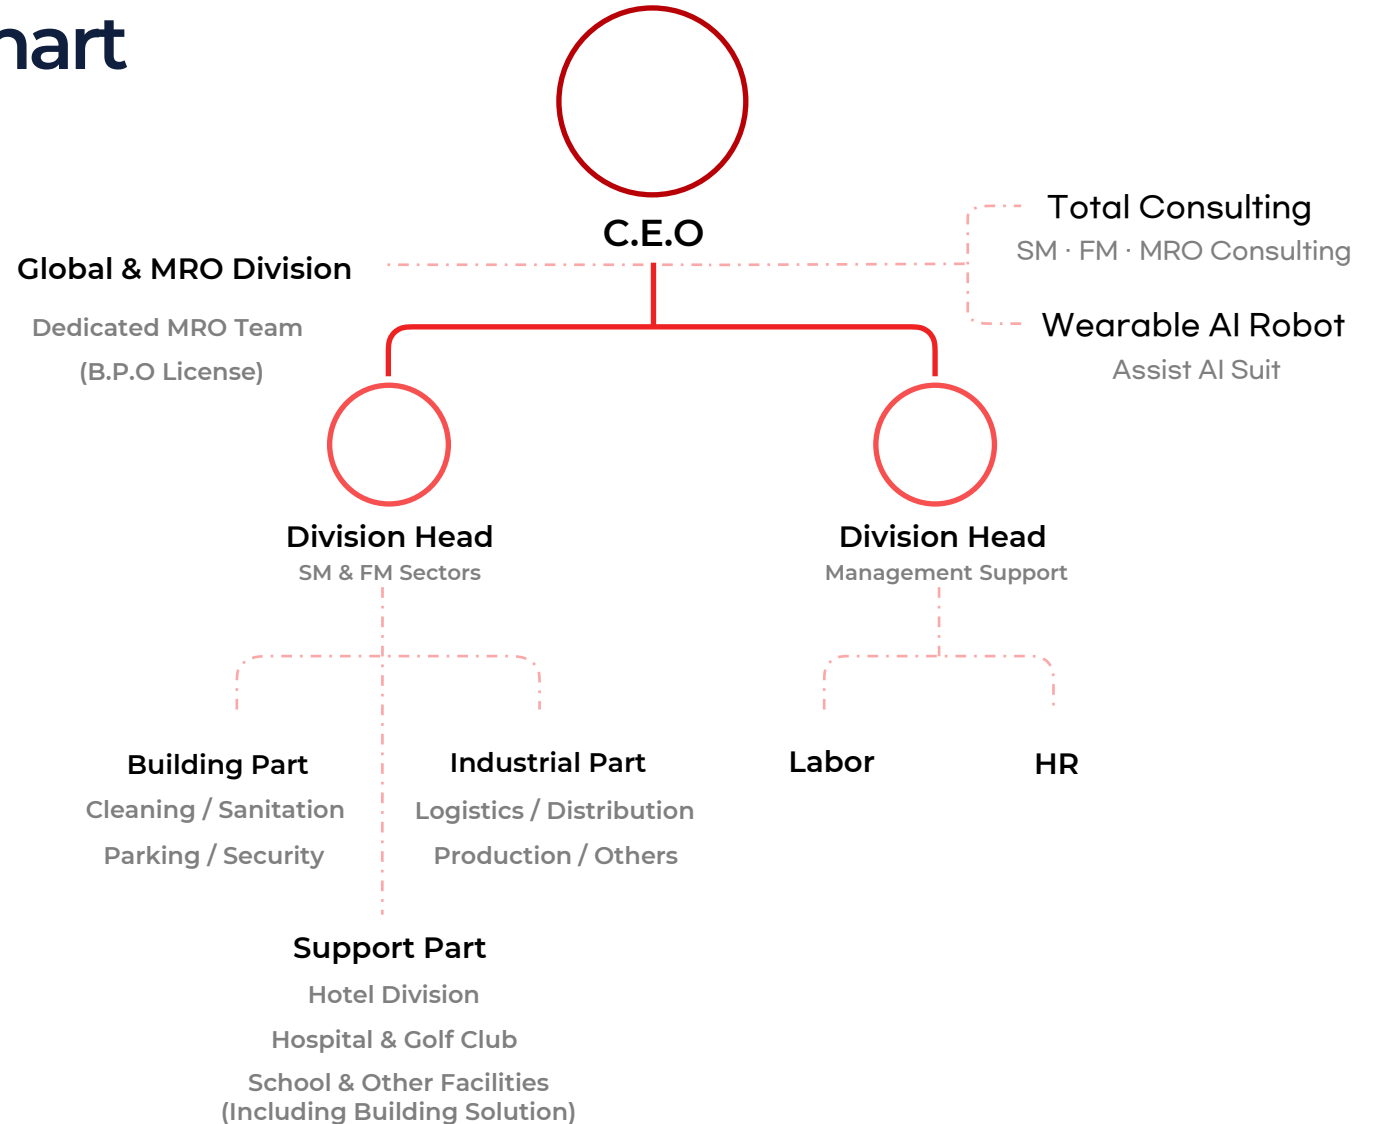 C.E.O
Global & MRO Division
Dedicated MRO Team
(B.P.O License)
Total Consulting
SM · FM · MRO Consulting
Wearable AI Robot
Assist AI Suit
Division Head
SM & FM Sectors
Division Head
Management Support
Building Part
Cleaning / Sanitation
Parking / Security
Industrial Part
Logistics / Distribution
Production / Others
Labor
HR
Support Part
Hotel Division
Hospital & Golf Club
School & Other Facilities
(Including Building Solution)